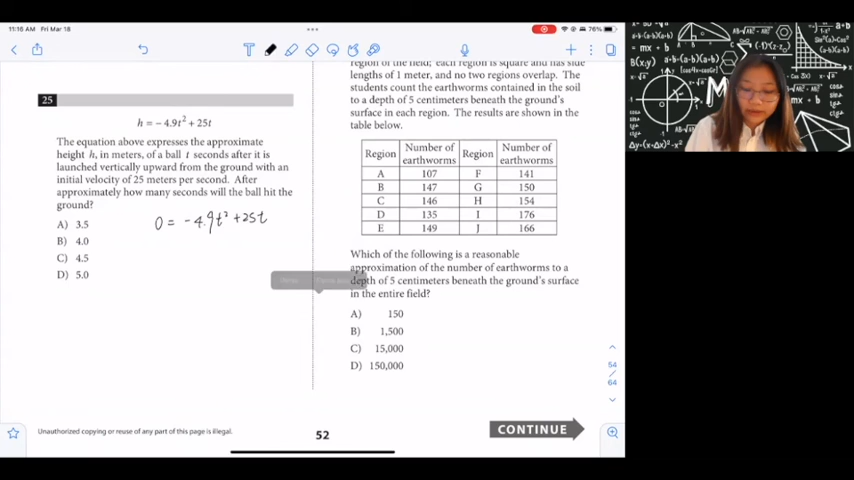 11:16 AM Fri Mar 18
76%
25
h = −4.9t² + 25t
The equation above expresses the approximate
height h, in meters, of a ball t seconds after it is
launched vertically upward from the ground with an
initial velocity of 25 meters per second. After
approximately how many seconds will the ball hit the
ground?
A) 3.5
B) 4.0
C) 4.5
D) 5.0
0 = -4.9t² +25t
region of the field; each region is square and has side
lengths of 1 meter, and no two regions overlap. The
students count the earthworms contained in the soil
to a depth of 5 centimeters beneath the ground's
surface in each region. The results are shown in the
table below.
Region Number of earthworms Region Number of earthworms
A 107 F 141
B 147 G 150
C 146 H 154
D 135 I 176
E 149 J 166
Which of the following is a reasonable
approximation of the number of earthworms to a
depth of 5 centimeters beneath the ground's surface
in the entire field?
A) 150
B) 1,500
C) 15,000
D) 150,000
54
/
64
Unauthorized copying or reuse of any part of this page is illegal.
52
CONTINUE